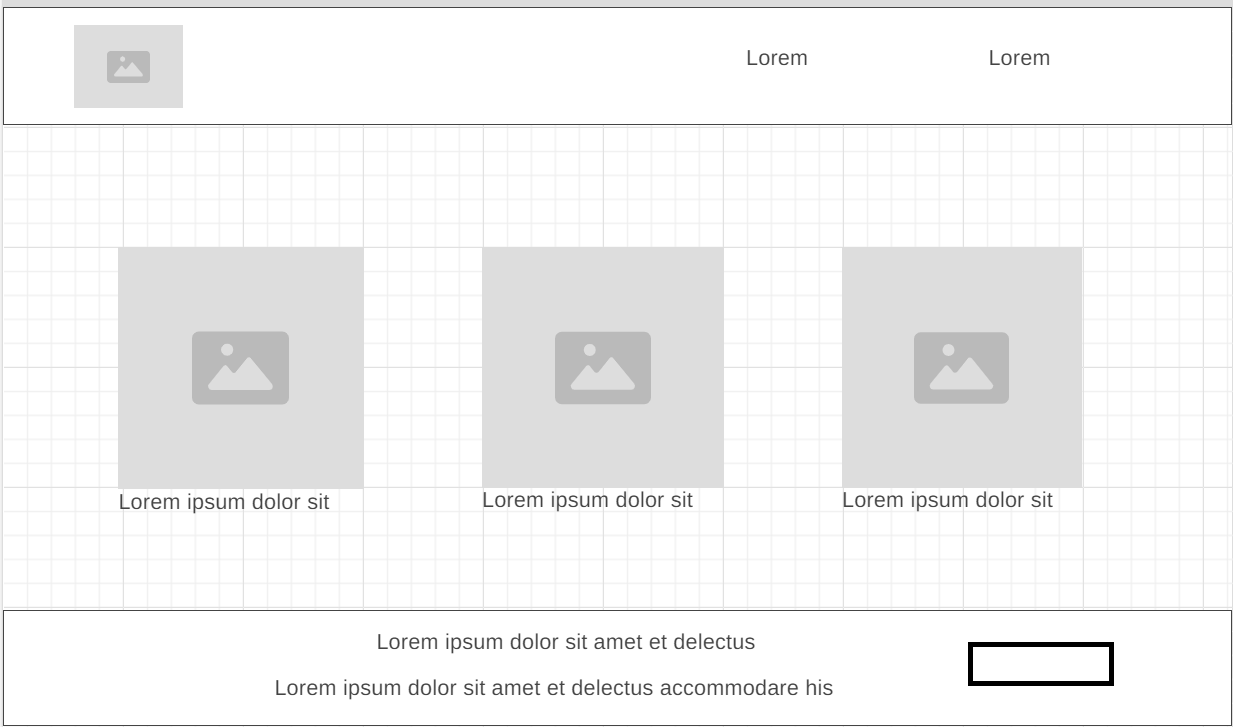 Lorem
Lorem
Lorem ipsum dolor sit
Lorem ipsum dolor sit
Lorem ipsum dolor sit
Lorem ipsum dolor sit amet et delectus
Lorem ipsum dolor sit amet et delectus accommodare his